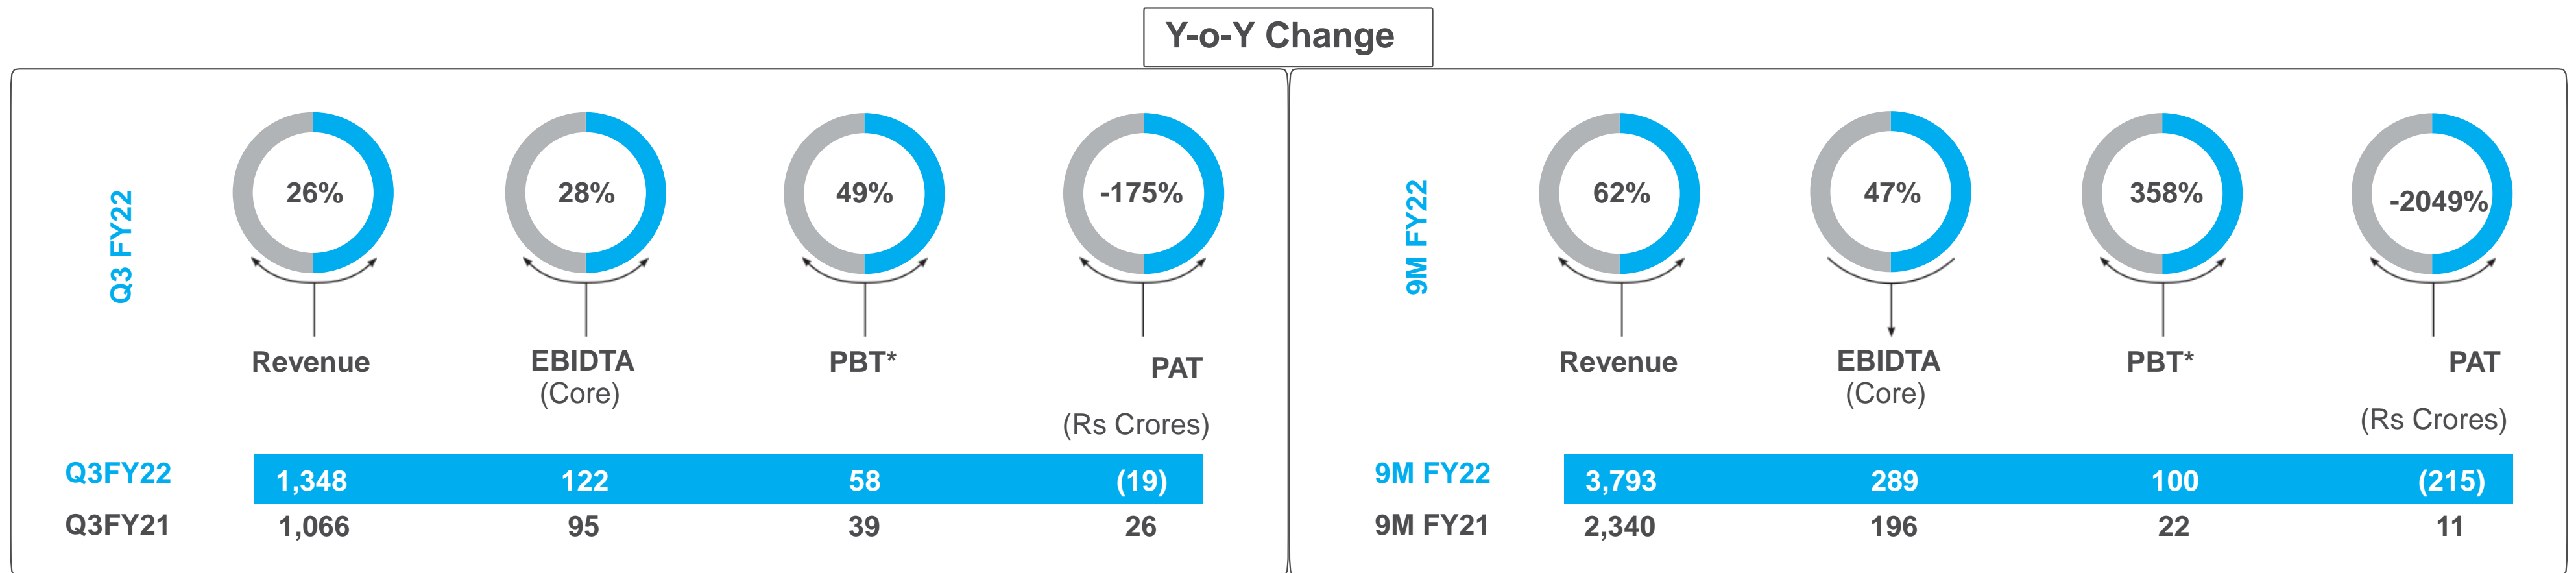 Y-o-Y Change
Q3 FY22
26%
28%
49%
-175%
Revenue
EBIDTA
(Core)
PBT*
PAT
(Rs Crores)
Q3FY22 1,348 122 58 (19)
Q3FY21 1,066 95 39 26
9M FY22
62%
47%
358%
-2049%
Revenue
EBIDTA
(Core)
PBT*
PAT
(Rs Crores)
9M FY22 3,793 289 100 (215)
9M FY21 2,340 196 22 11